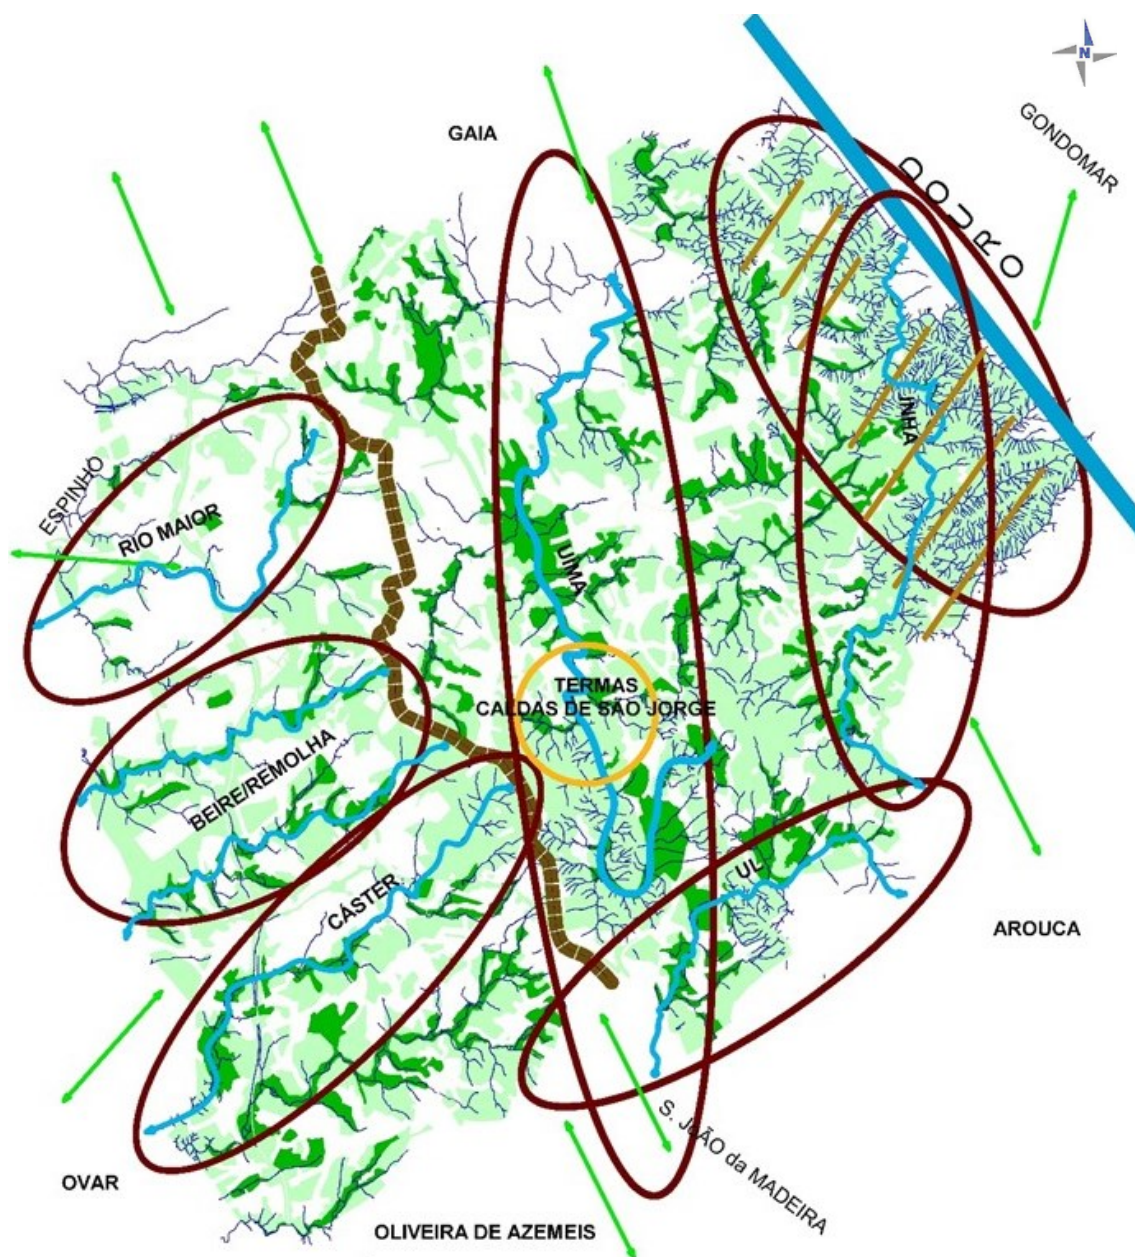 N
GONDOMAR
GAIA
DOURO
INHA
ESPINHO
RIO MAIOR
UIMA
TERMAS
CALDAS DE SÃO JORGE
BEIRE/REMOLHA
UL
CÁSTER
AROUCA
S. JOÃO da MADEIRA
OVAR
OLIVEIRA DE AZEMEIS